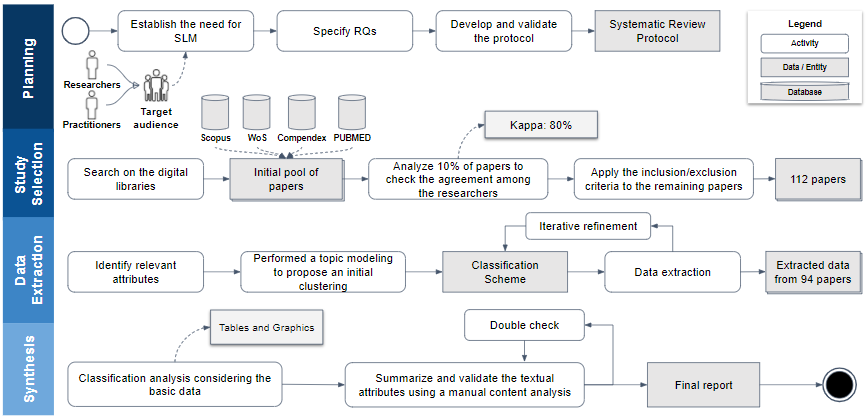 Planning
Establish the need for
SLM
Specify RQs
Develop and validate
the protocol
Systematic Review
Protocol
Legend
Activity
Data / Entity
Database
Researchers
Practitioners
Target
audience
Study
Selection
Scopus
WoS
Compendex
PUBMED
Kappa: 80%
Search on the digital
libraries
Initial pool of
papers
Analyze 10% of papers to
check the agreement among
the researchers
Apply the inclusion/exclusion
criteria to the remaining papers
112 papers
Data
Extraction
Iterative refinement
Identify relevant
attributes
Performed a topic modeling
to propose an initial
clustering
Classification
Scheme
Data extraction
Extracted data
from 94 papers
Synthesis
Tables and Graphics
Double check
Classification analysis considering the
basic data
Summarize and validate the textual
attributes using a manual content analysis
Final report